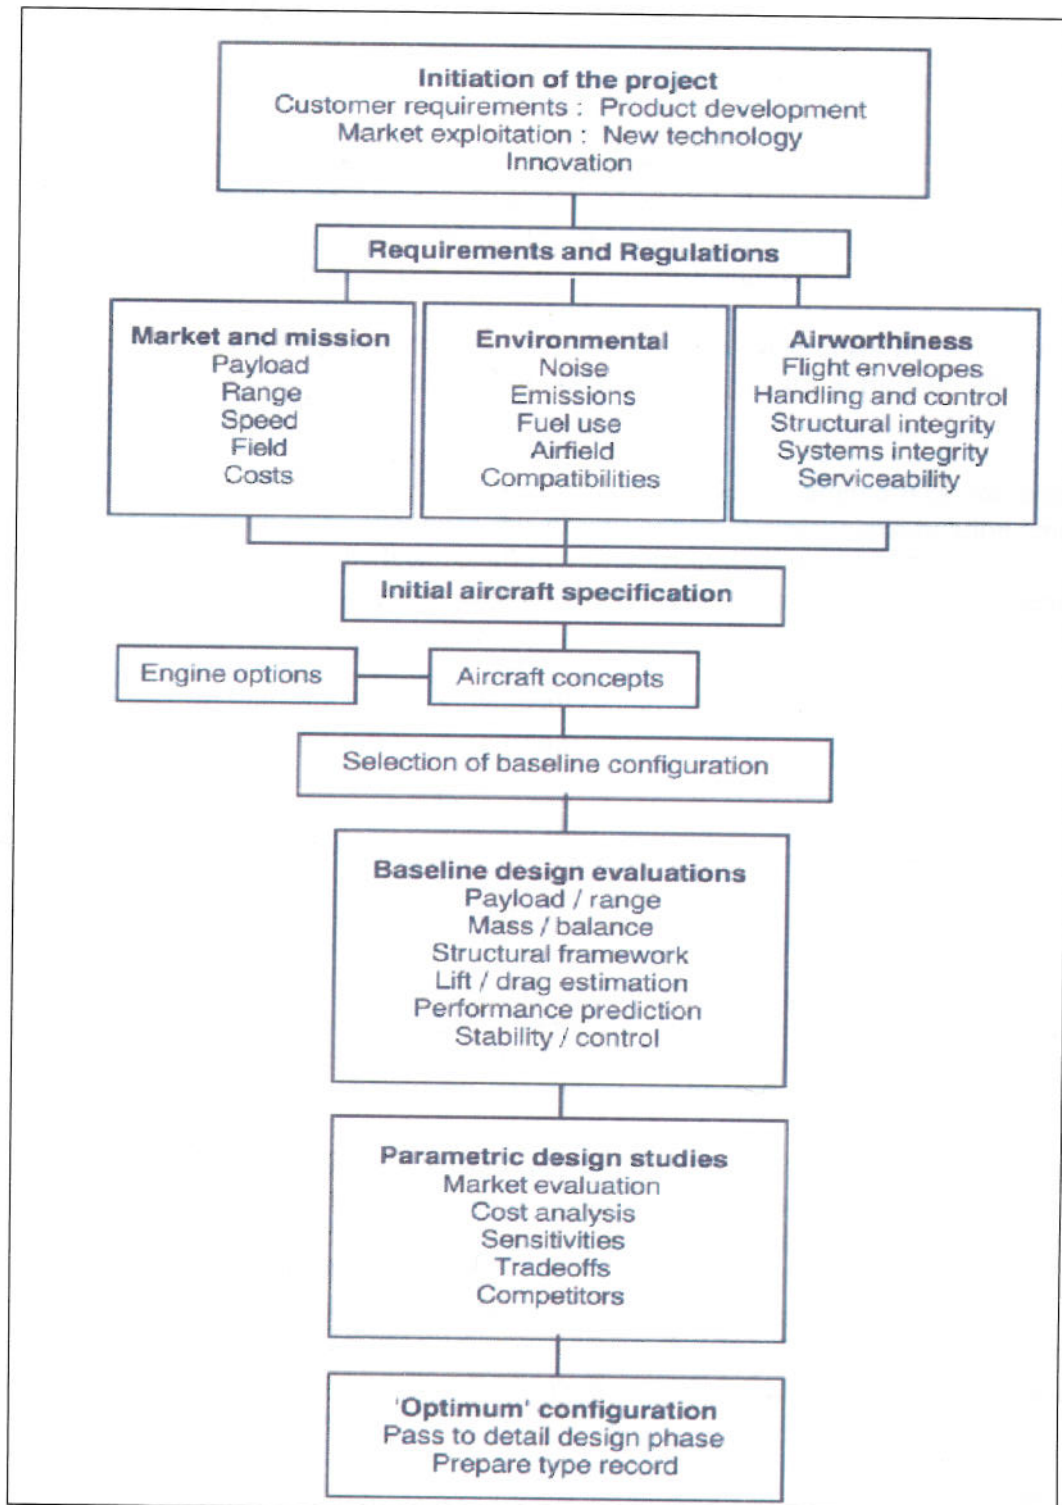 Initiation of the project
Customer requirements : Product development
Market exploitation : New technology
Innovation
Requirements and Regulations
Market and mission
Payload
Range
Speed
Field
Costs
Environmental
Noise
Emissions
Fuel use
Airfield
Compatibilities
Airworthiness
Flight envelopes
Handling and control
Structural integrity
Systems integrity
Serviceability
Initial aircraft specification
Engine options
Aircraft concepts
Selection of baseline configuration
Baseline design evaluations
Payload / range
Mass / balance
Structural framework
Lift / drag estimation
Performance prediction
Stability / control
Parametric design studies
Market evaluation
Cost analysis
Sensitivities
Tradeoffs
Competitors
'Optimum' configuration
Pass to detail design phase
Prepare type record